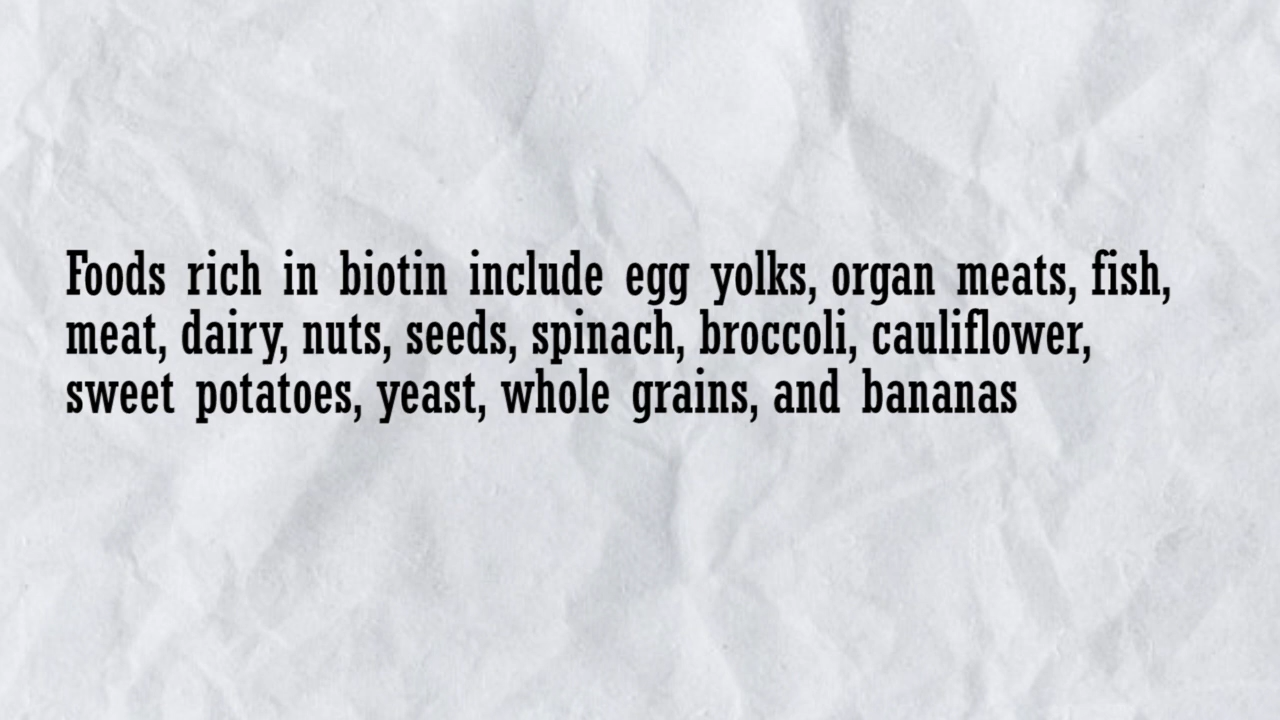 Foods rich in biotin include egg yolks, organ meats, fish,
meat, dairy, nuts, seeds, spinach, broccoli, cauliflower,
sweet potatoes, yeast, whole grains, and bananas